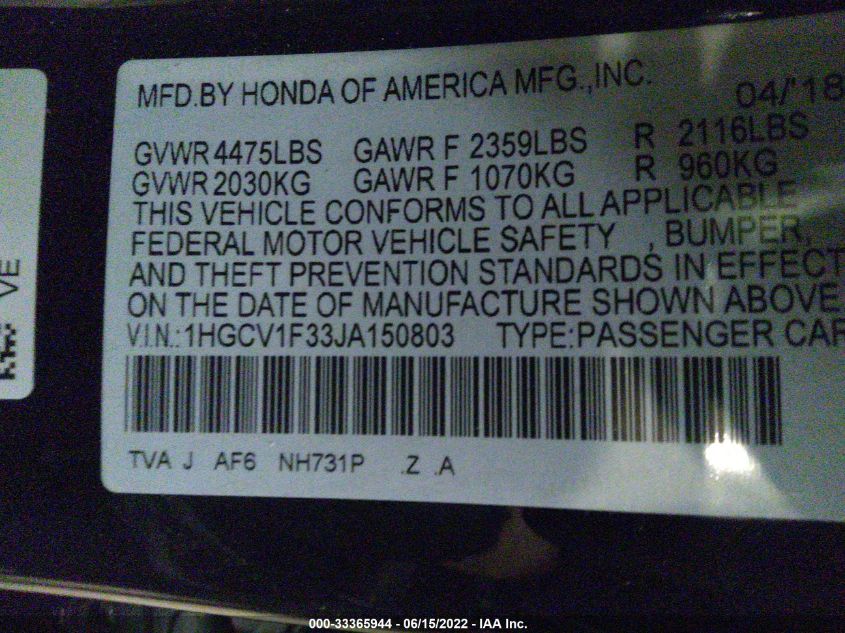 MFD.BY HONDA OF AMERICA MFG.,INC.
04/'18
GVWR 4475LBS GAWR F 2359LBS R 2116LBS
GVWR 2030KG GAWR F 1070KG R 960KG
THIS VEHICLE CONFORMS TO ALL APPLICABLE
FEDERAL MOTOR VEHICLE SAFETY , BUMPER,
AND THEFT PREVENTION STANDARDS IN EFFECT
ON THE DATE OF MANUFACTURE SHOWN ABOVE
V.I.N.:1HGCV1F33JA150803 TYPE:PASSENGER CAR
TVA J AF6 NH731P .Z .A
VE
000-33365944 - 06/15/2022 - IAA Inc.